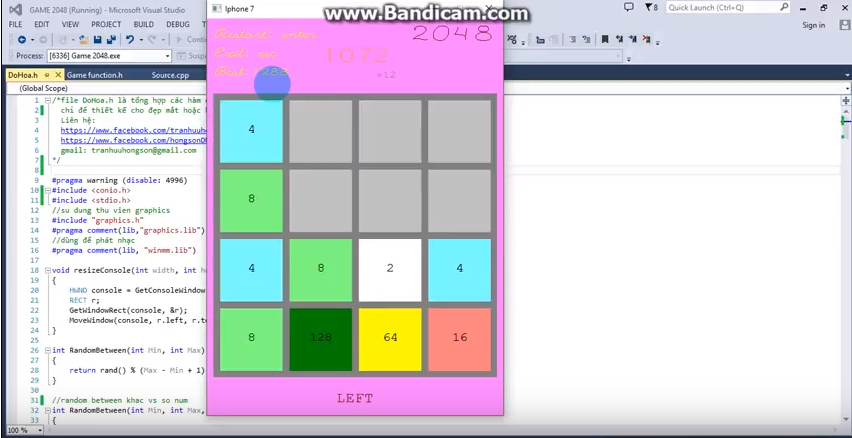 GAME 2048 (Running) - Microsoft Visual Studio
Iphone 7
www.Bandicam.com
Quick Launch (Ctrl+Q)
FILE EDIT VIEW PROJECT BUILD DEBUG
Sign in
Process: [6336] Game 2048.exe
DoHoa.h Game function.h Source.cpp
(Global Scope)
Restart: enter
2048
Exit: esc
1072
+12
1 /*file DoHoa.h là tổng hợp các hàm
2 chỉ để thiết kế cho đẹp mắt hoặc
3 Liên hệ:
4 https://www.facebook.com/tranhuu
5 https://www.facebook.com/hongson
6 gmail: tranhuuhongson@gmail.com
7 */
8
9 #pragma warning (disable: 4996)
10 #include <conio.h>
11 #include <stdio.h>
12 //su dung thu vien graphics
13 #include "graphics.h"
14 #pragma comment(lib,"graphics.lib")
15 //dùng để phát nhạc
16 #pragma comment(lib, "winmm.lib")
17
18 void resizeConsole(int width, int
19 {
20 HWND console = GetConsoleWindow
21 RECT r;
22 GetWindowRect(console, &r);
23 MoveWindow(console, r.left,
24 }
25
26 int RandomBetween(int Min, int Max)
27 {
28 return rand() % (Max - Min + 1)
29 }
30
31 //random between khac vs so num
32 int RandomBetween(int Min, int Max,
33 {
4
8
4 8 2 4
8 128 64 16
LEFT
100 %